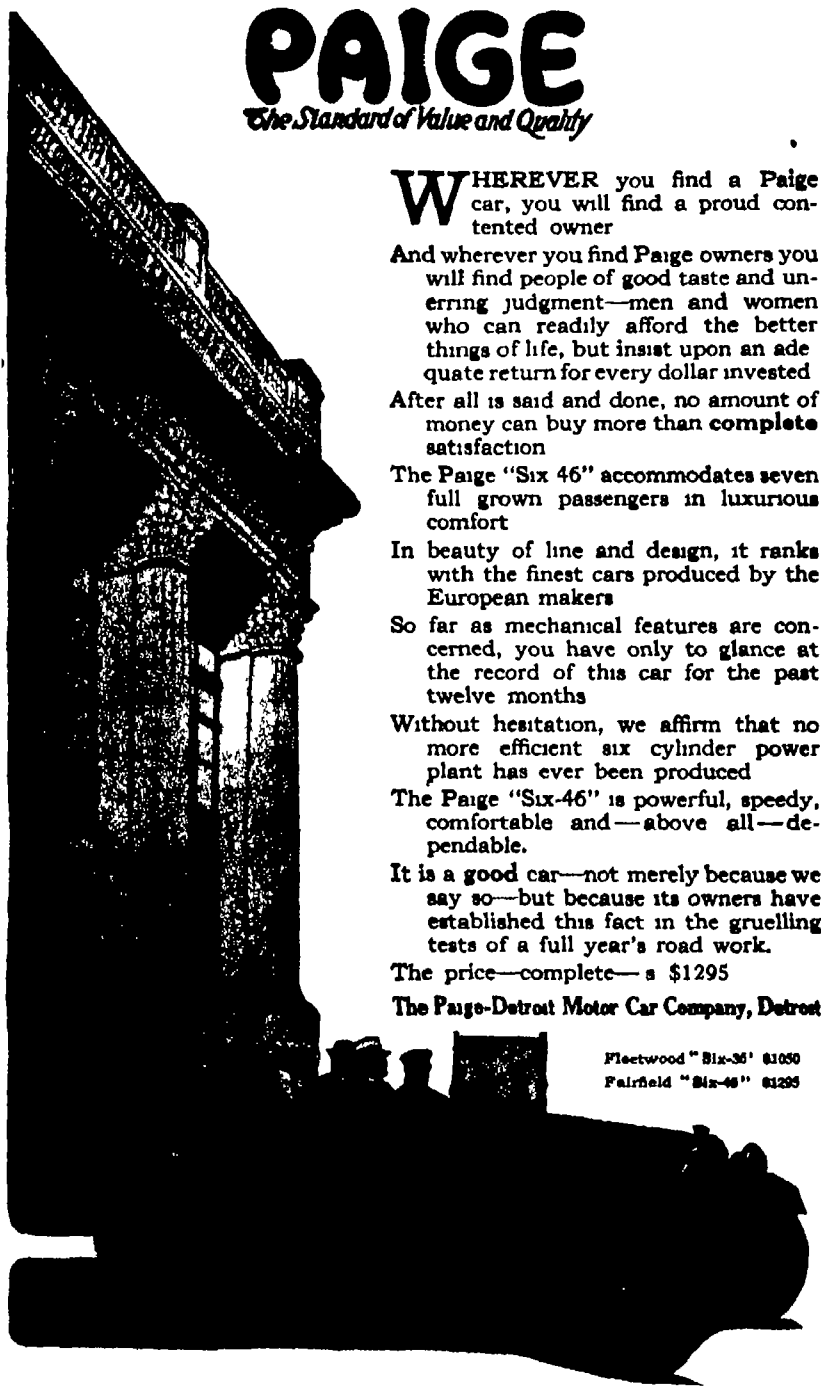 PAIGE
The Standard of Value and Quality
WHEREVER you find a Paige
car, you will find a proud con-
tented owner
And wherever you find Paige owners you
will find people of good taste and un-
erring judgment—men and women
who can readily afford the better
things of life, but insist upon an ade
quate return for every dollar invested
After all is said and done, no amount of
money can buy more than complete
satisfaction
The Paige "Six 46" accommodates seven
full grown passengers in luxurious
comfort
In beauty of line and design, it ranks
with the finest cars produced by the
European makers
So far as mechanical features are con-
cerned, you have only to glance at
the record of this car for the past
twelve months
Without hesitation, we affirm that no
more efficient six cylinder power
plant has ever been produced
The Paige "Six-46" is powerful, speedy,
comfortable and—above all—de-
pendable.
It is a good car—not merely because we
say so—but because its owners have
established this fact in the gruelling
tests of a full year's road work.
The price—complete— s $1295
The Paige-Detroit Motor Car Company, Detroit
Fleetwood "Six-36' $1050
Fairfield "Six-46" $1295